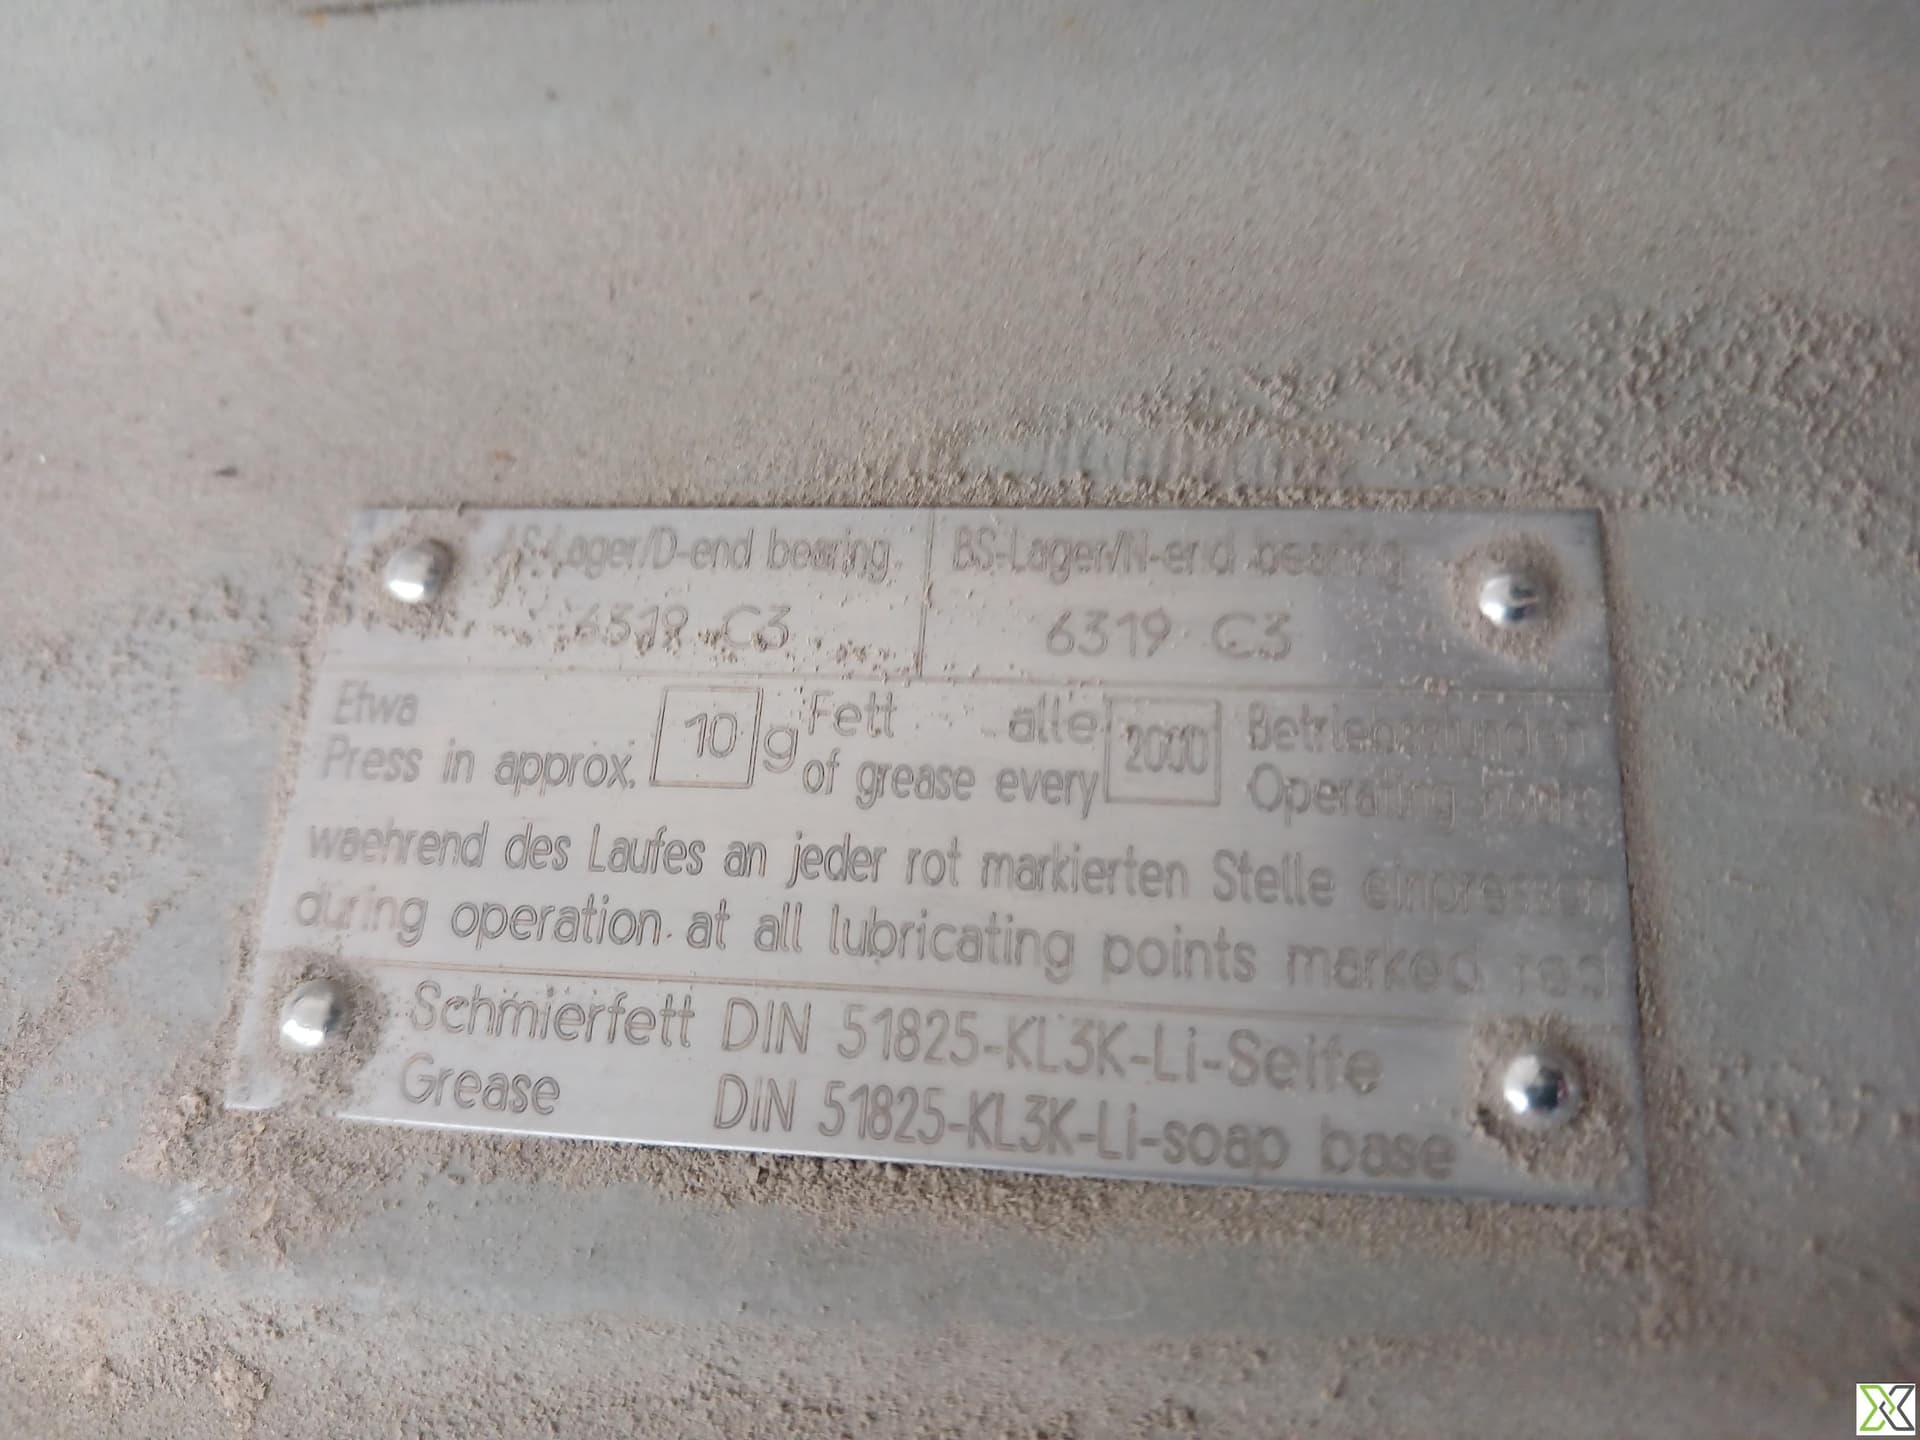 AS-Lager/D-end bearing BS-Lager/N-end bearing
6319 C3 6319 C3
Etwa 10 g Fett alle 2000 Betriebsstunden
Press in approx. of grease every Operating hours
waehrend des Laufes an jeder rot markierten Stelle einpressen
during operation at all lubricating points marked red
Schmierfett DIN 51825-KL3K-Li-Seife
Grease DIN 51825-KL3K-Li-soap base